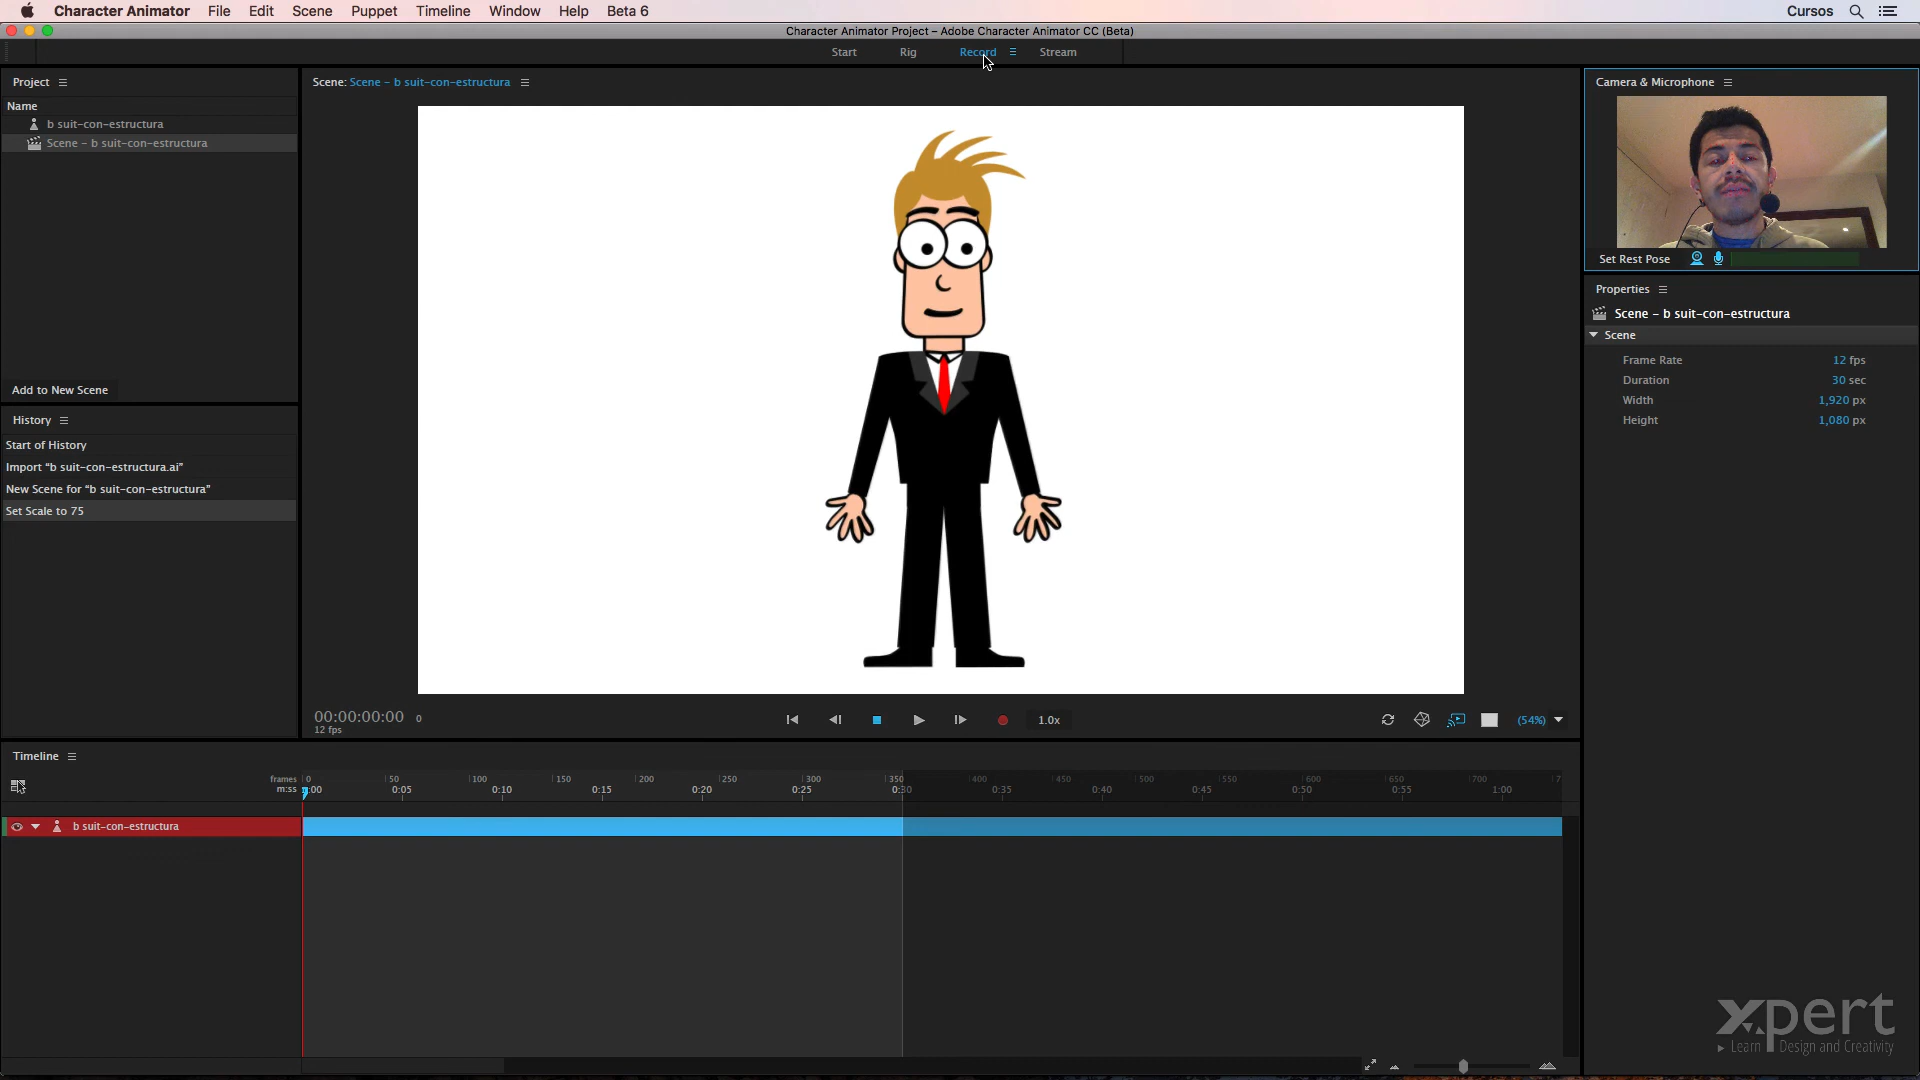 Character Animator File Edit Scene Puppet Timeline Window Help Beta 6 Cursos
Character Animator Project – Adobe Character Animator CC (Beta)
Start Rig Record Stream
Project
Name
b suit-con-estructura
Scene – b suit-con-estructura
Add to New Scene
History
Start of History
Import “b suit-con-estructura.ai”
New Scene for “b suit-con-estructura”
Set Scale to 75
Scene: Scene – b suit-con-estructura
00:00:00:00 0
12 fps
1.0x
(54%)
Camera & Microphone
Set Rest Pose
Properties
Scene – b suit-con-estructura
Scene
Frame Rate 12 fps
Duration 30 sec
Width 1,920 px
Height 1,080 px
Timeline
frames 0 50 100 150 200 250 300 350 400 450 500 550 600 650 700
m:ss 0:05 0:10 0:15 0:20 0:25 0:30 0:35 0:40 0:45 0:50 0:55 1:00
b suit-con-estructura
xpert
Learn Design and Creativity